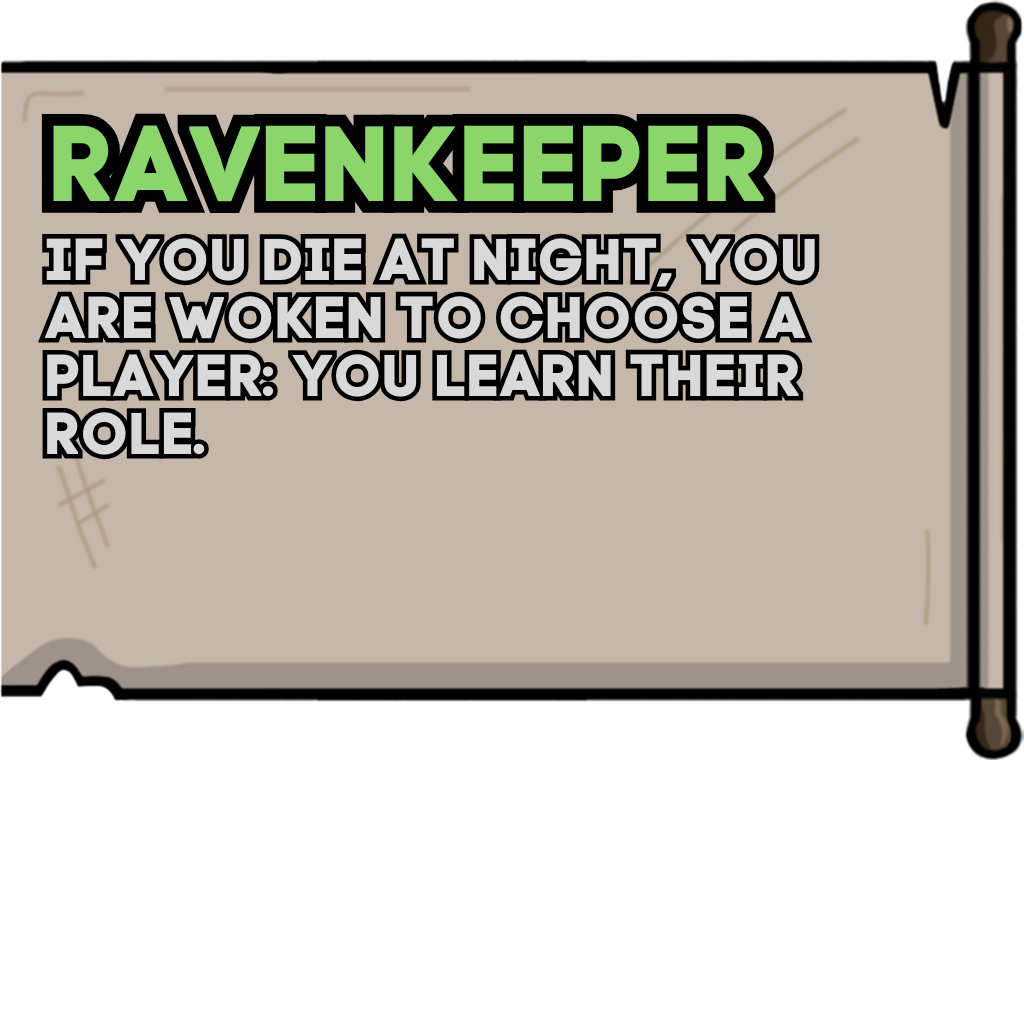 RAVENKEEPER
IF YOU DIE AT NIGHT, YOU
ARE WOKEN TO CHOOSE A
PLAYER: YOU LEARN THEIR
ROLE.